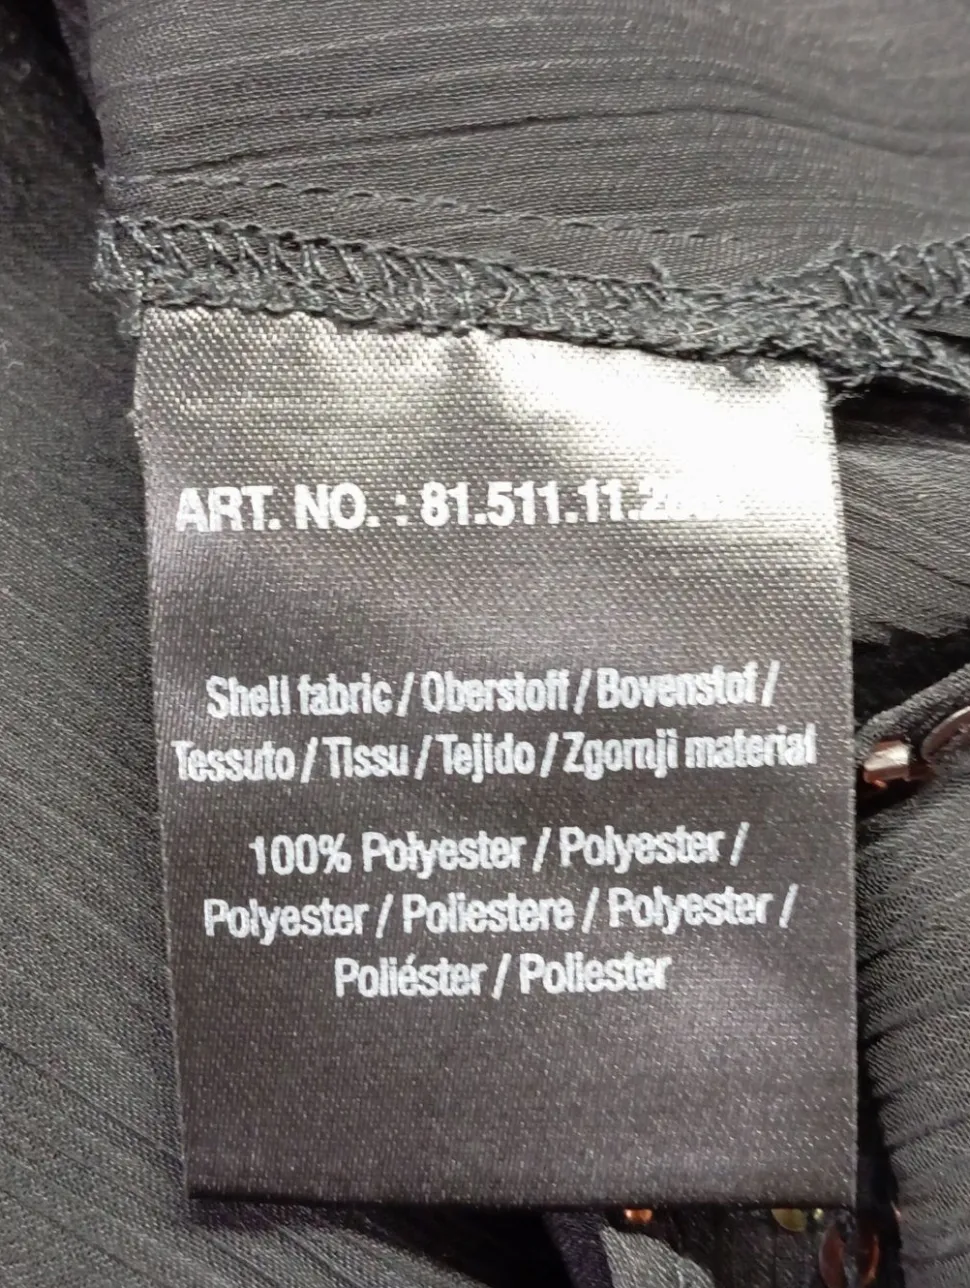 ART. NO. : 81.511.11.2
Shell fabric / Oberstoff / Bovenstof /
Tessuto / Tissu / Tejido / Zgornji material
100% Polyester / Polyester /
Polyester / Poliestere / Polyester /
Poliéster / Poliester